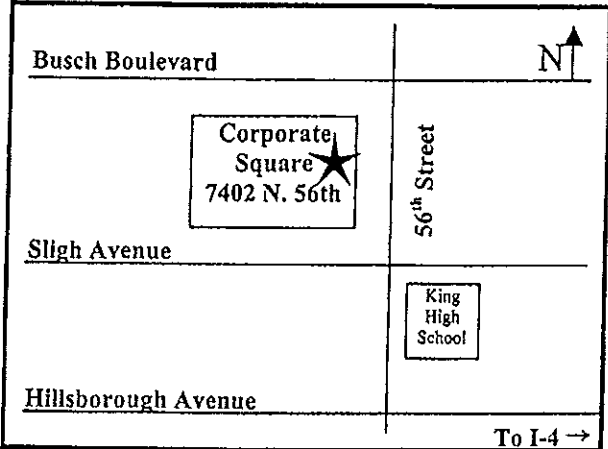 Busch Boulevard
N
Corporate
Square
7402 N. 56th
56th Street
Sligh Avenue
King
High
School
Hillsborough Avenue
To I-4 →